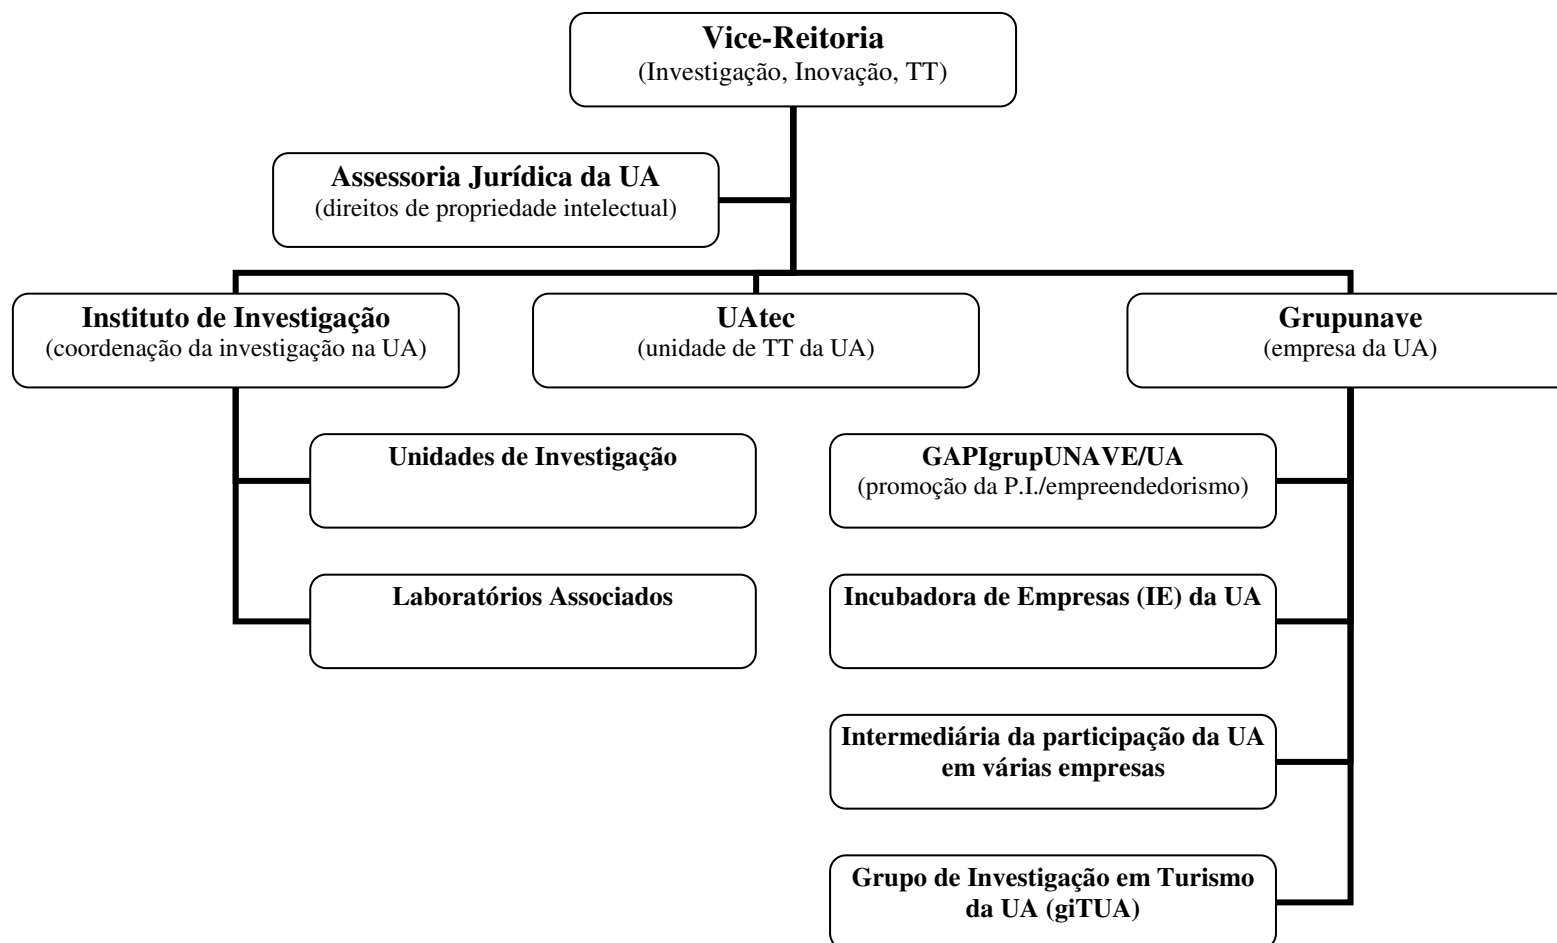 Vice-Reitoria
(Investigação, Inovação, TT)
Assessoria Jurídica da UA
(direitos de propriedade intelectual)
Instituto de Investigação
(coordenação da investigação na UA)
UAtec
(unidade de TT da UA)
Grupunave
(empresa da UA)
Unidades de Investigação
GAPIgrupUNAVE/UA
(promoção da P.I./empreendedorismo)
Laboratórios Associados
Incubadora de Empresas (IE) da UA
Intermediária da participação da UA
em várias empresas
Grupo de Investigação em Turismo
da UA (giTUA)